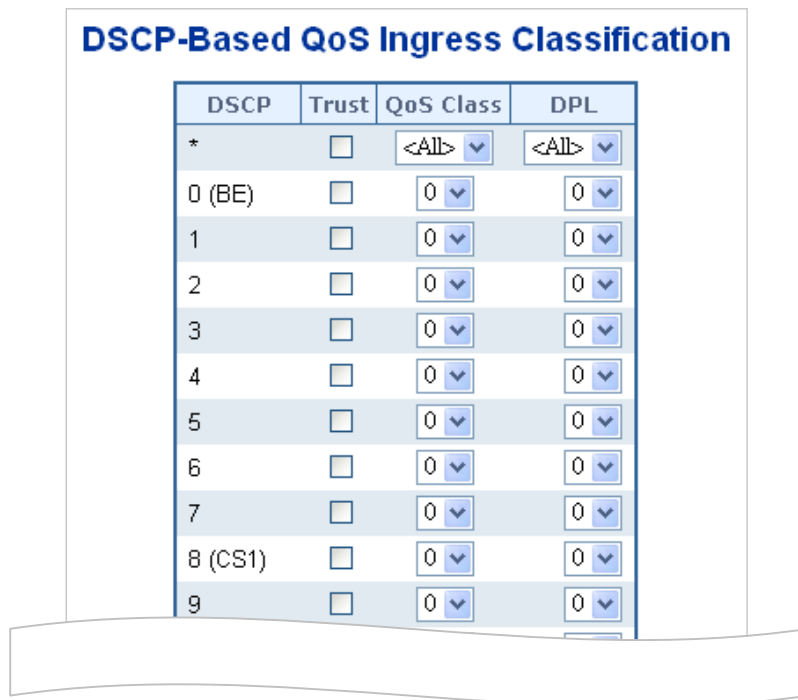 DSCP-Based QoS Ingress Classification
DSCP Trust QoS Class DPL
* <All> <All>
0 (BE) 0 0
1 0 0
2 0 0
3 0 0
4 0 0
5 0 0
6 0 0
7 0 0
8 (CS1) 0 0
9 0 0